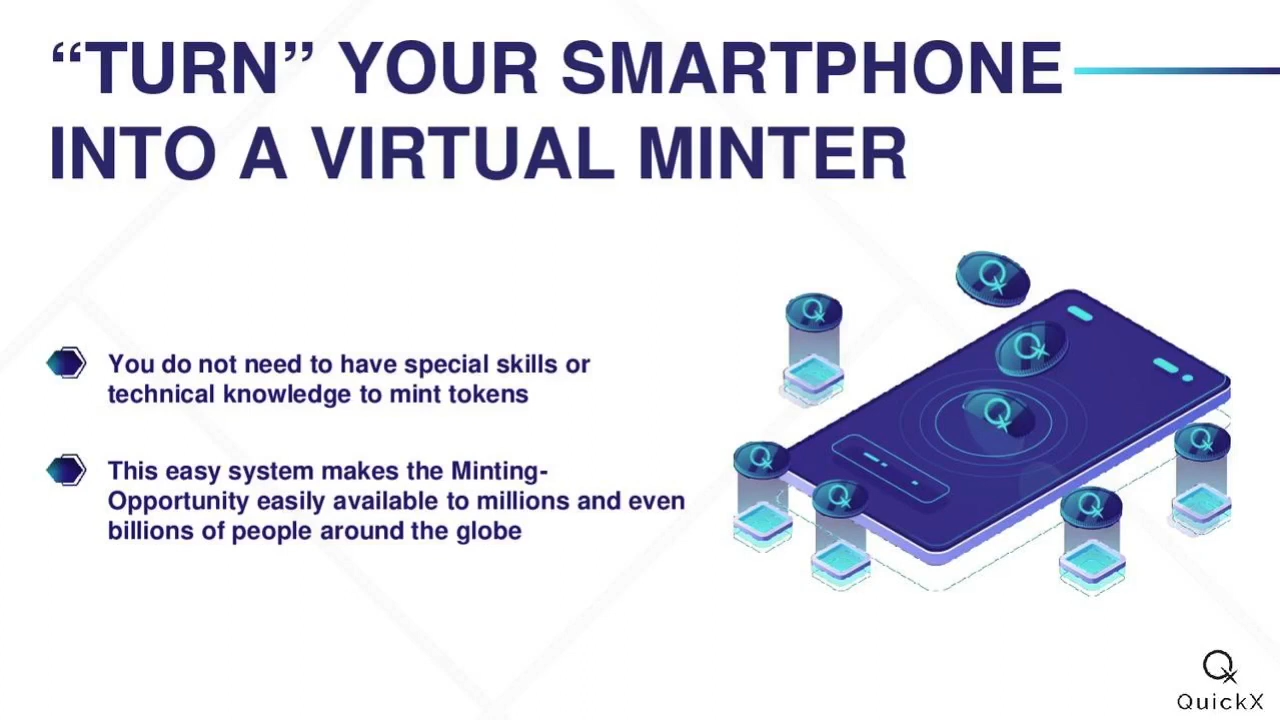 “TURN” YOUR SMARTPHONE
INTO A VIRTUAL MINTER
You do not need to have special skills or
technical knowledge to mint tokens
This easy system makes the Minting-
Opportunity easily available to millions and even
billions of people around the globe
QuickX